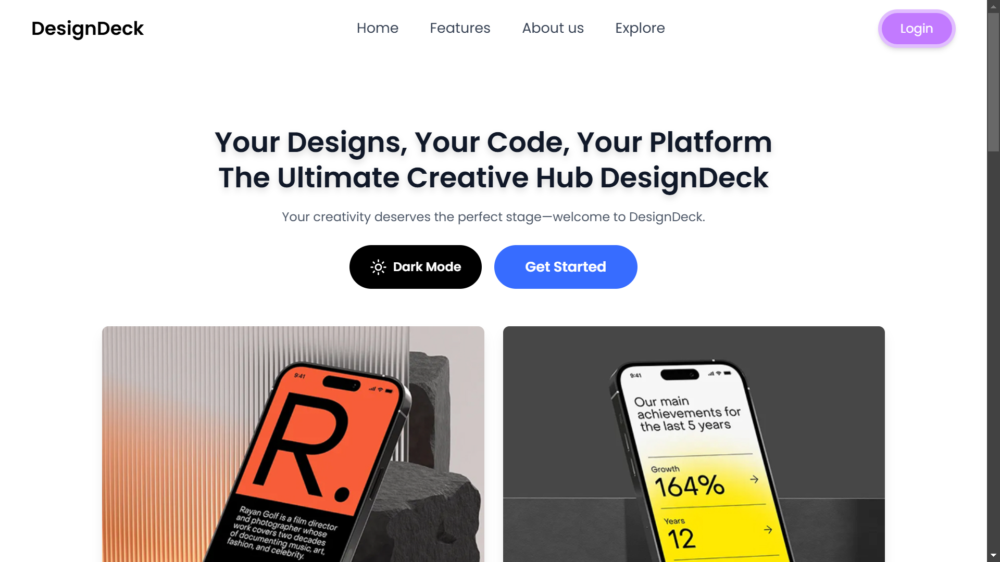 DesignDeck
Home
Features
About us
Explore
Login
Your Designs, Your Code, Your Platform
The Ultimate Creative Hub DesignDeck
Your creativity deserves the perfect stage—welcome to DesignDeck.
Dark Mode
Get Started
9:41
R.
Rayan Golf is a film director
and photographer whose
work covers two decades
of documenting music, art,
fashion, and celebrity.
9:41
Our main
achievements for
the last 5 years
Growth
164%
Years
12